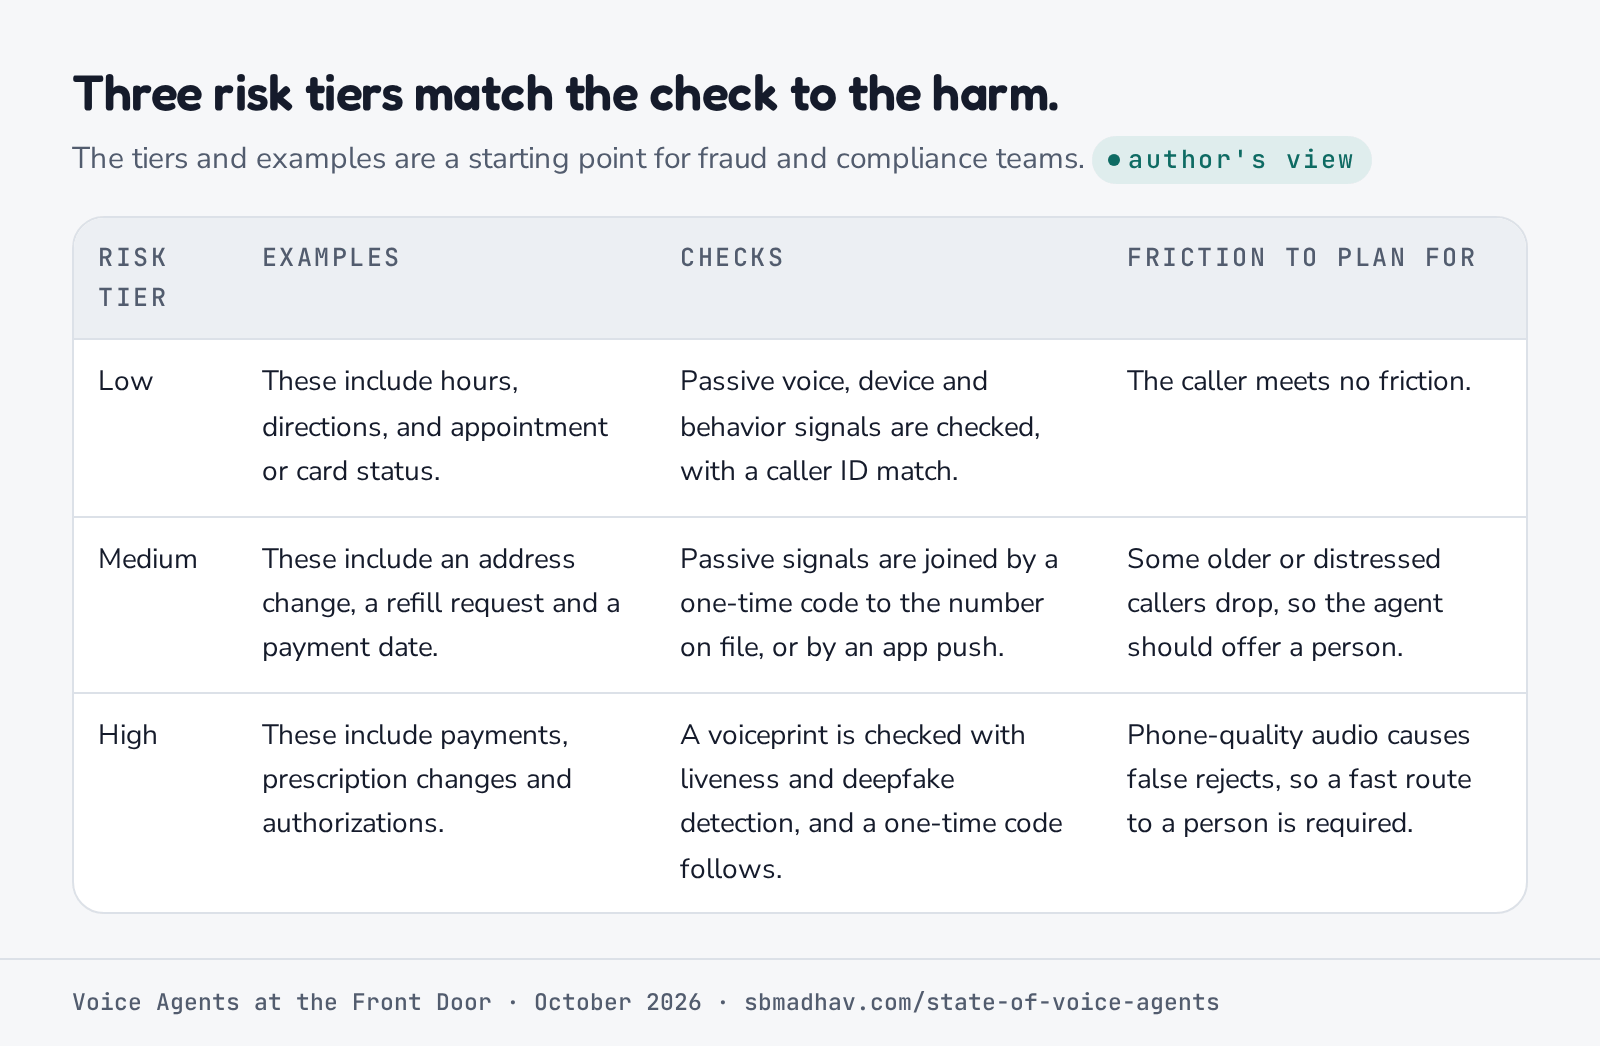 Three risk tiers match the check to the harm.
The tiers and examples are a starting point for fraud and compliance teams. author's view
RISK
TIER
EXAMPLES
CHECKS
FRICTION TO PLAN FOR
Low
These include hours,
directions, and appointment
or card status.
Passive voice, device and
behavior signals are checked,
with a caller ID match.
The caller meets no friction.
Medium
These include an address
change, a refill request and a
payment date.
Passive signals are joined by a
one-time code to the number
on file, or by an app push.
Some older or distressed
callers drop, so the agent
should offer a person.
High
These include payments,
prescription changes and
authorizations.
A voiceprint is checked with
liveness and deepfake
detection, and a one-time code
follows.
Phone-quality audio causes
false rejects, so a fast route
to a person is required.
Voice Agents at the Front Door · October 2026 · sbmadhav.com/state-of-voice-agents